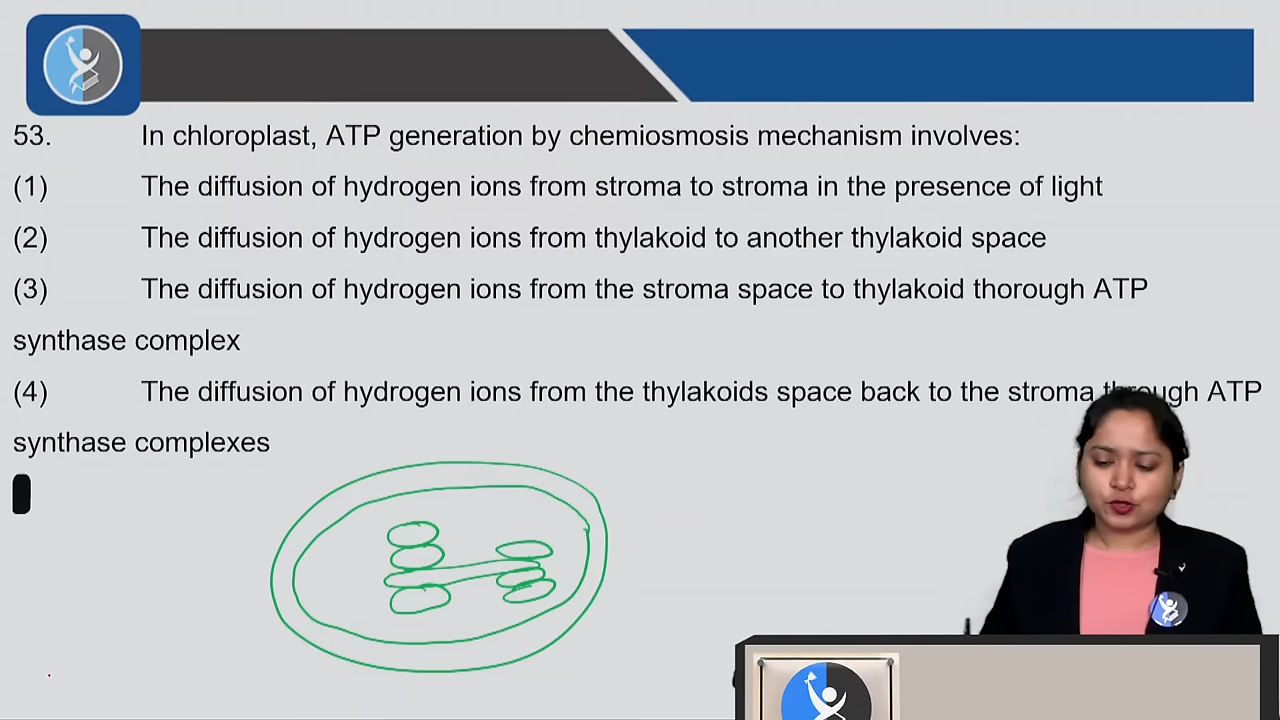 53. In chloroplast, ATP generation by chemiosmosis mechanism involves:
(1) The diffusion of hydrogen ions from stroma to stroma in the presence of light
(2) The diffusion of hydrogen ions from thylakoid to another thylakoid space
(3) The diffusion of hydrogen ions from the stroma space to thylakoid thorough ATP
synthase complex
(4) The diffusion of hydrogen ions from the thylakoids space back to the stroma through ATP
synthase complexes